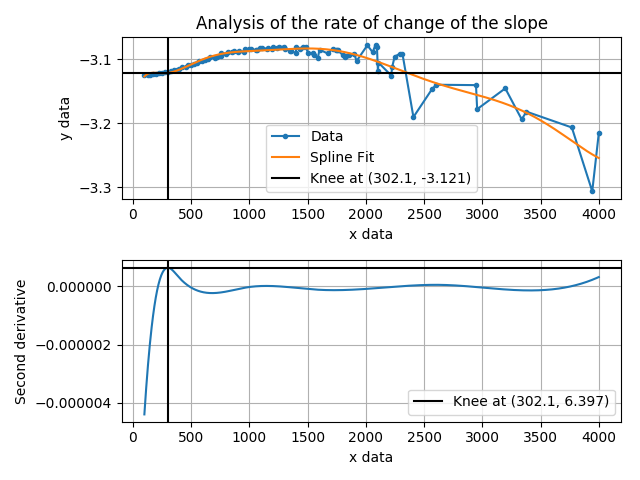 Analysis of the rate of change of the slope
−3.1
−3.2
−3.3
y data
Data
Spline Fit
Knee at (302.1, -3.121)
0 500 1000 1500 2000 2500 3000 3500 4000
x data
0.000000
−0.000002
−0.000004
Second derivative
Knee at (302.1, 6.397)
0 500 1000 1500 2000 2500 3000 3500 4000
x data